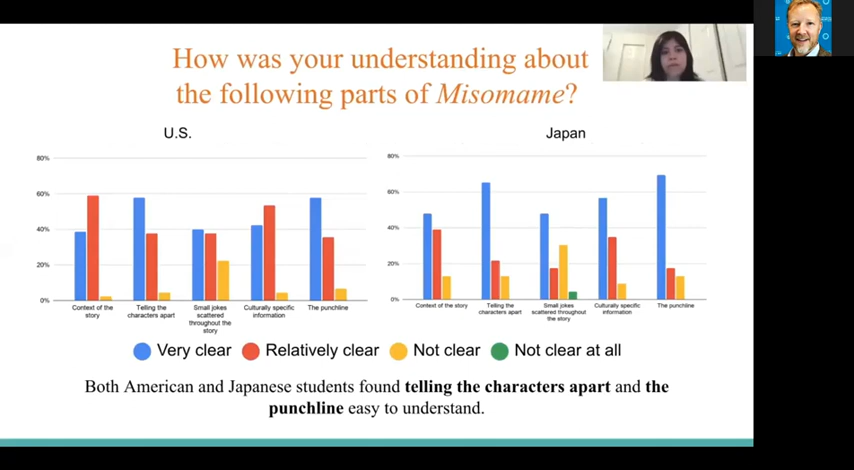 How was your understanding about
the following parts of Misomame?
U.S.
Japan
80%
60%
40%
20%
0%
Context of the
story
Telling the
characters apart
Small jokes
scattered
throughout the
story
Culturally specific
information
The punchline
80%
60%
40%
20%
0%
Context of the story
Telling the
characters apart
Small jokes
scattered throughout
the story
Culturally specific
information
The punchline
Very clear
Relatively clear
Not clear
Not clear at all
Both American and Japanese students found telling the characters apart and the
punchline easy to understand.